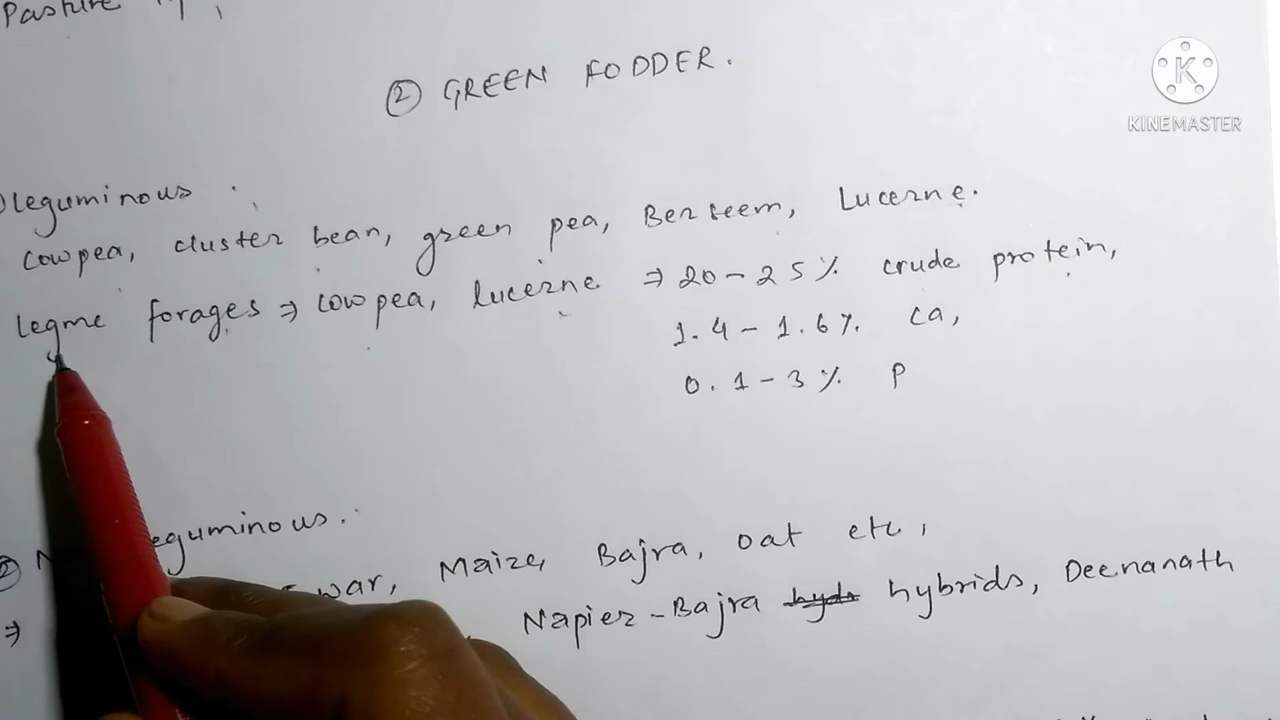 Pasture
② GREEN FODDER.
KINEMASTER
leguminous
cowpea, cluster bean, green pea, Berseem, Lucerne.
legme forages ⇒ cowpea, lucerne ⇒ 20-25% crude protein,
1.4-1.6% ca,
0.1-3% P
② eguminous.
war, Maize, Bajra, oat etc,
⇒ Napier-Bajra hybrids, Deenanath